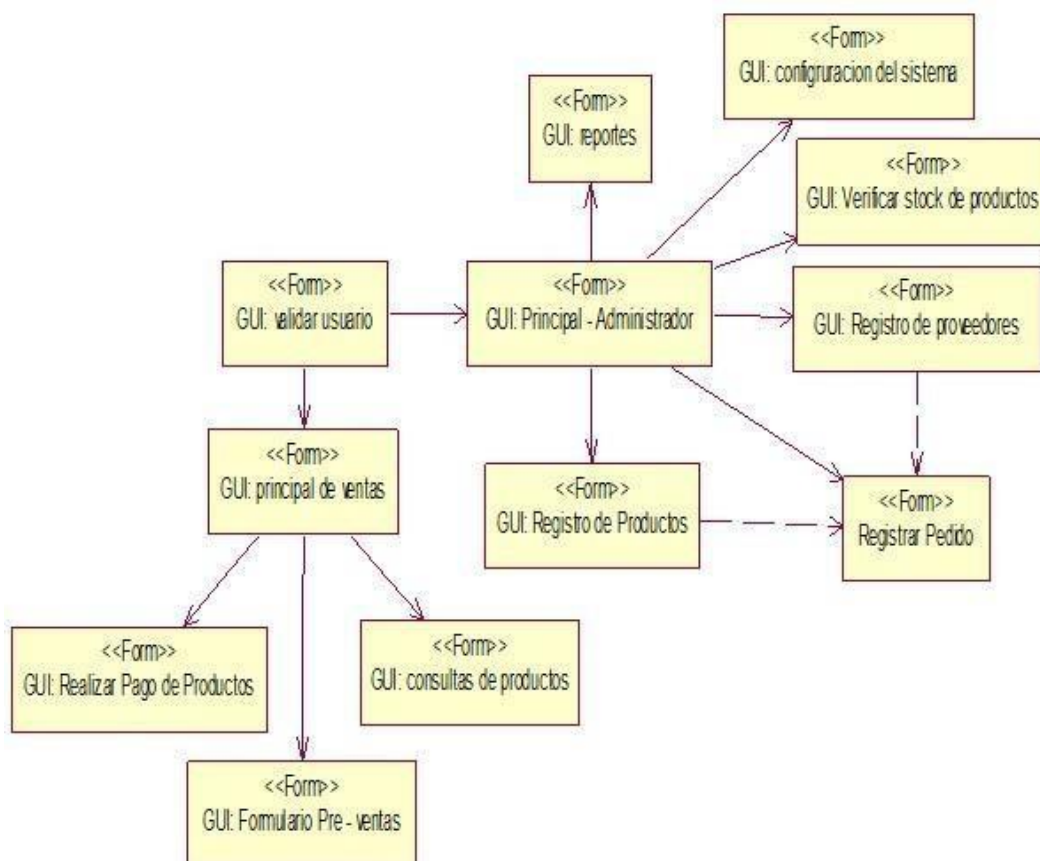 <<Form>>
GUI: configruracion del sistema
<<Form>>
GUI: reportes
<<Form>>
GUI: Verificar stock de productos
<<Form>>
GUI: validar usuario
<<Form>>
GUI: Principal - Administrador
<<Form>>
GUI: Registro de proveedores
<<Form>>
GUI: principal de ventas
<<Form>>
GUI: Registro de Productos
<<Form>>
Registrar Pedido
<<Form>>
GUI: Realizar Pago de Productos
<<Form>>
GUI: consultas de productos
<<Form>>
GUI: Formulario Pre - ventas